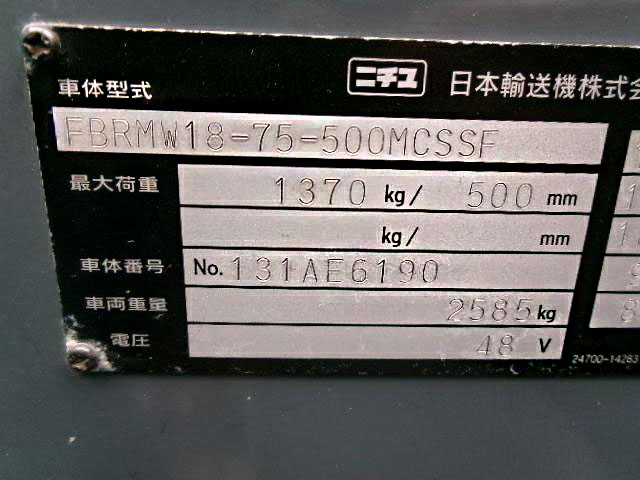 ニチユ 日本輸送機株式会
車体型式
FBRMW18-75-500MCSSF
最大荷重 1370 kg/ 500 mm
kg/ mm
車体番号 No. 131AE6190
車両重量 2585 kg
電圧 48 V
24700-14283